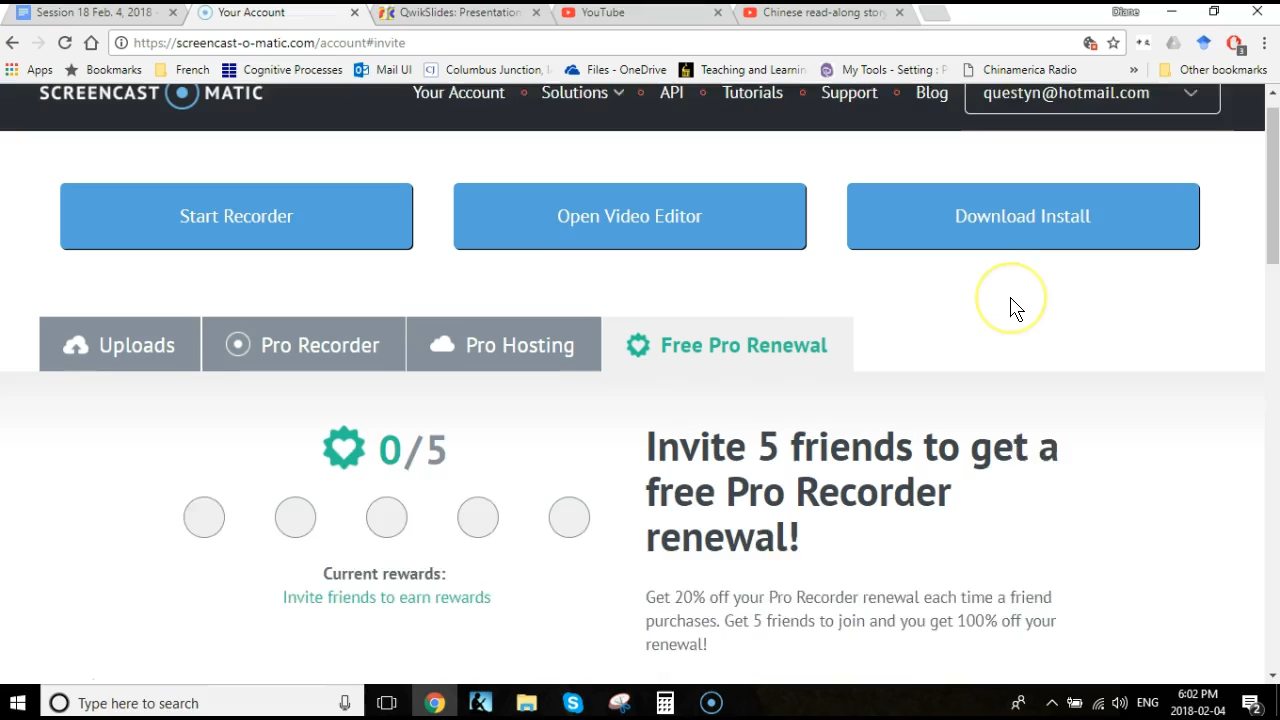 Session 18 Feb. 4, 2018 -
Your Account
QwikSlides: Presentation
YouTube
Chinese read-along story
Diane
https://screencast-o-matic.com/account#invite
Apps
Bookmarks
French
Cognitive Processes
Mail UI
Columbus Junction,
Files - OneDrive
Teaching and Learnin
My Tools - Setting : P
Chinamerica Radio
»
Other bookmarks
SCREENCAST MATIC
Your Account
Solutions
API
Tutorials
Support
Blog
questyn@hotmail.com
Start Recorder
Open Video Editor
Download Install
Uploads
Pro Recorder
Pro Hosting
Free Pro Renewal
0/5
Current rewards:
Invite friends to earn rewards
Invite 5 friends to get a
free Pro Recorder
renewal!
Get 20% off your Pro Recorder renewal each time a friend
purchases. Get 5 friends to join and you get 100% off your
renewal!
Type here to search
ENG
6:02 PM
2018-02-04